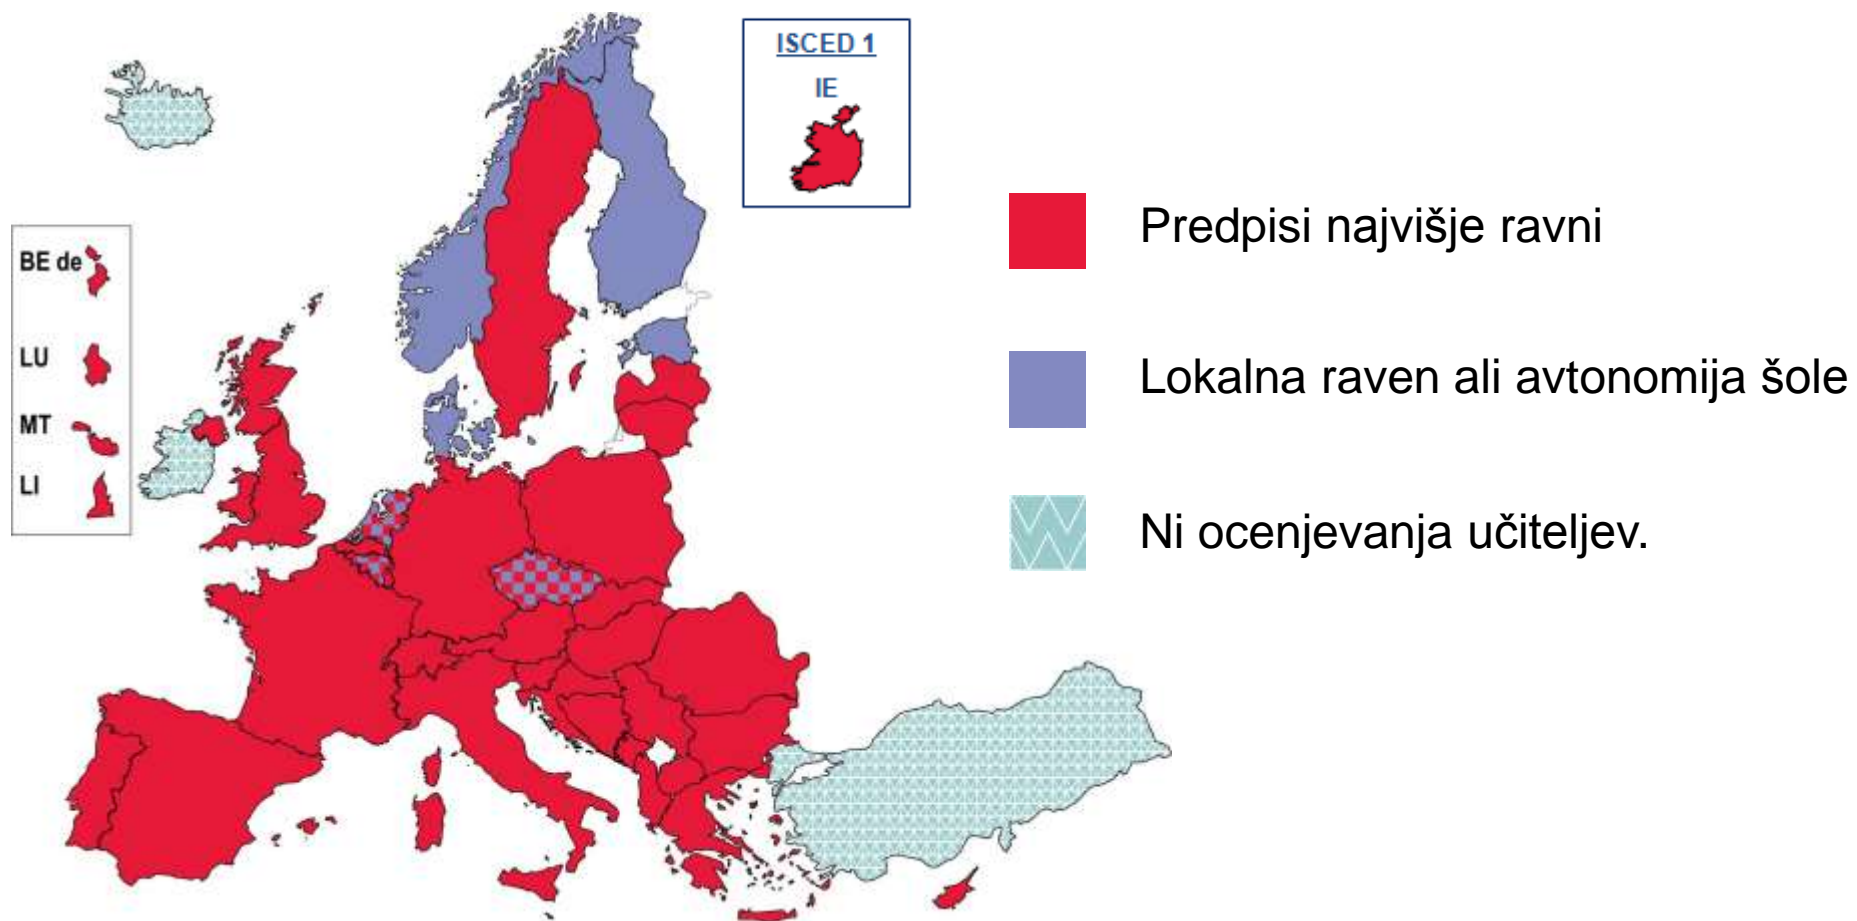 ISCED 1
IE
BE de
LU
MT
LI
Predpisi najvišje ravni
Lokalna raven ali avtonomija šole
Ni ocenjevanja učiteljev.